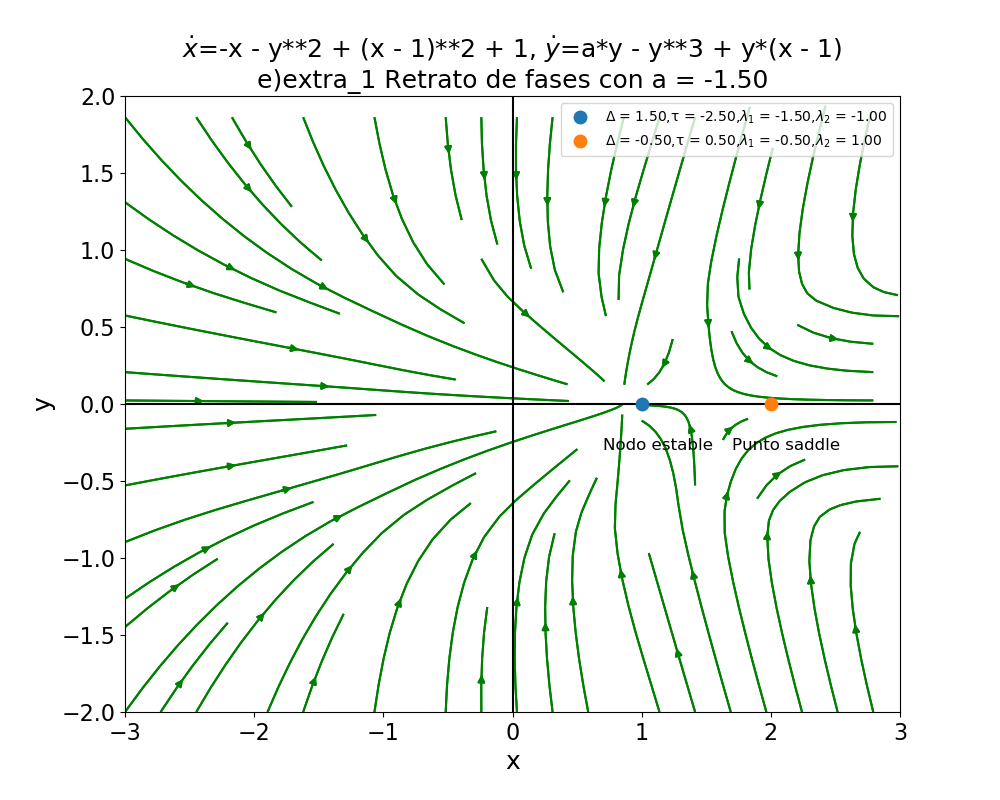 ẋ=-x - y**2 + (x - 1)**2 + 1, ẏ=a*y - y**3 + y*(x - 1)
e)extra_1 Retrato de fases con a = -1.50
Δ = 1.50,τ = -2.50,λ₁ = -1.50,λ₂ = -1.00
Δ = -0.50,τ = 0.50,λ₁ = -0.50,λ₂ = 1.00
2.0
1.5
1.0
0.5
0.0
−0.5
−1.0
−1.5
−2.0
y
Nodo estable
Punto saddle
−3
−2
−1
0
1
2
3
x